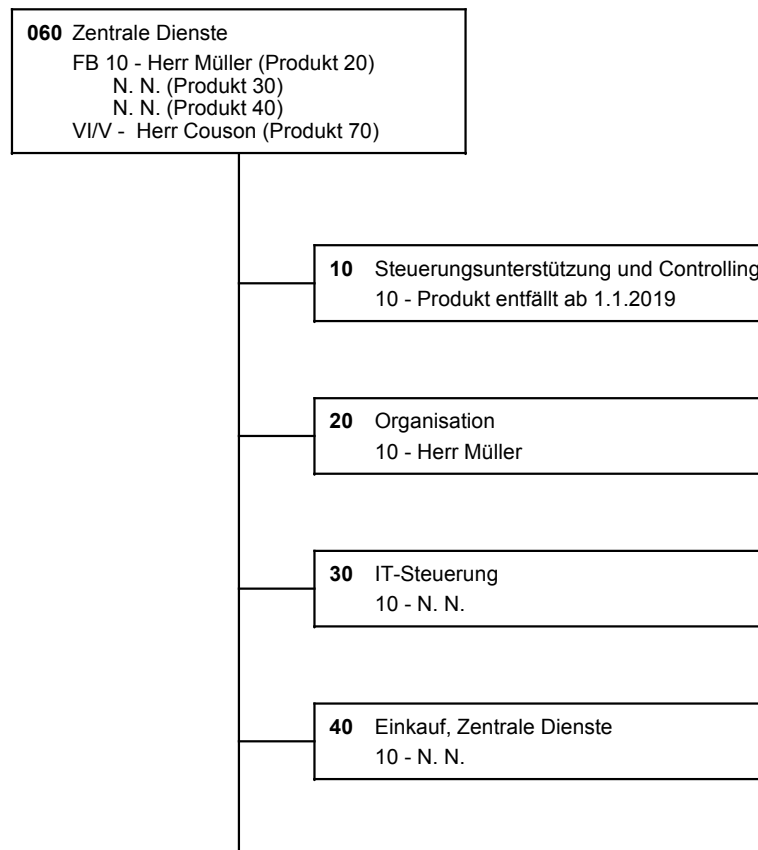 060 Zentrale Dienste
FB 10 - Herr Müller (Produkt 20)
N. N. (Produkt 30)
N. N. (Produkt 40)
VI/V - Herr Couson (Produkt 70)
10 Steuerungsunterstützung und Controlling
10 - Produkt entfällt ab 1.1.2019
20 Organisation
10 - Herr Müller
30 IT-Steuerung
10 - N. N.
40 Einkauf, Zentrale Dienste
10 - N. N.